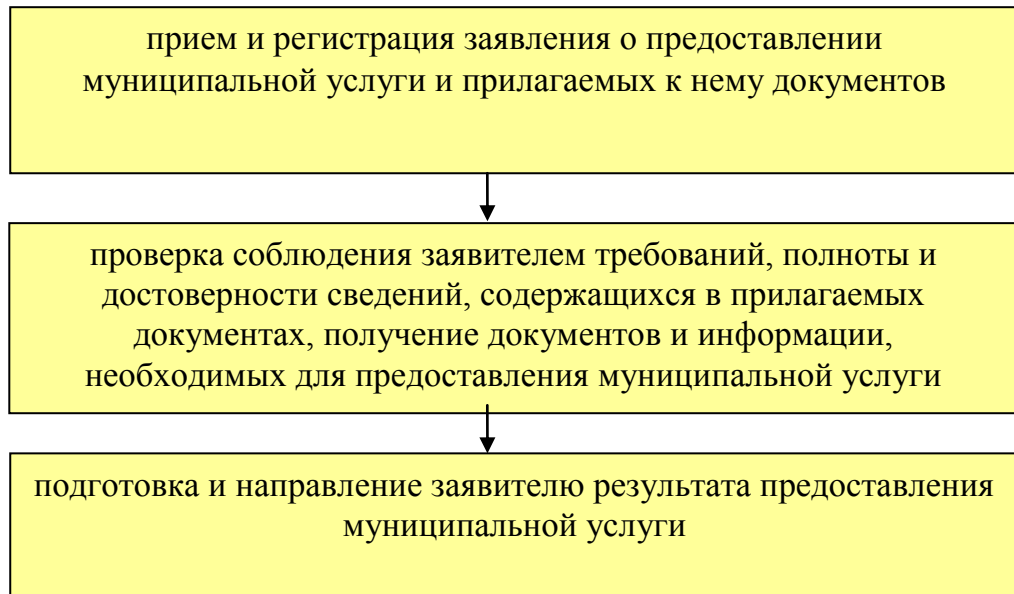 прием и регистрация заявления о предоставлении
муниципальной услуги и прилагаемых к нему документов
проверка соблюдения заявителем требований, полноты и
достоверности сведений, содержащихся в прилагаемых
документах, получение документов и информации,
необходимых для предоставления муниципальной услуги
подготовка и направление заявителю результата предоставления
муниципальной услуги